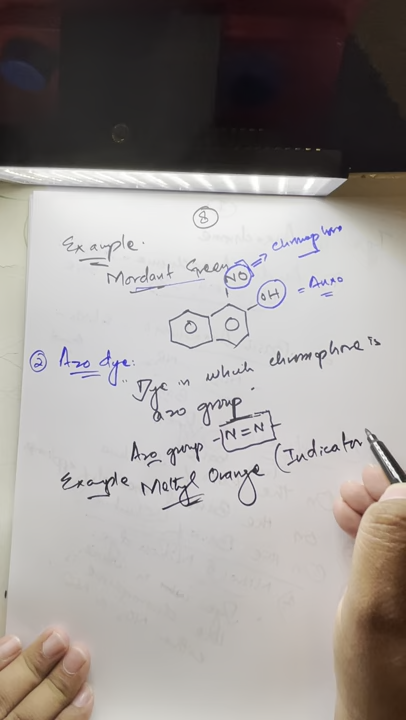 8
Example.
Mordant Green
NO ⇒ chromophore
OH = Auxo
② Azo dye:
"Dye in which chromophore is
azo group.
Azo group -N=N-
Example Methyl Orange (Indicator